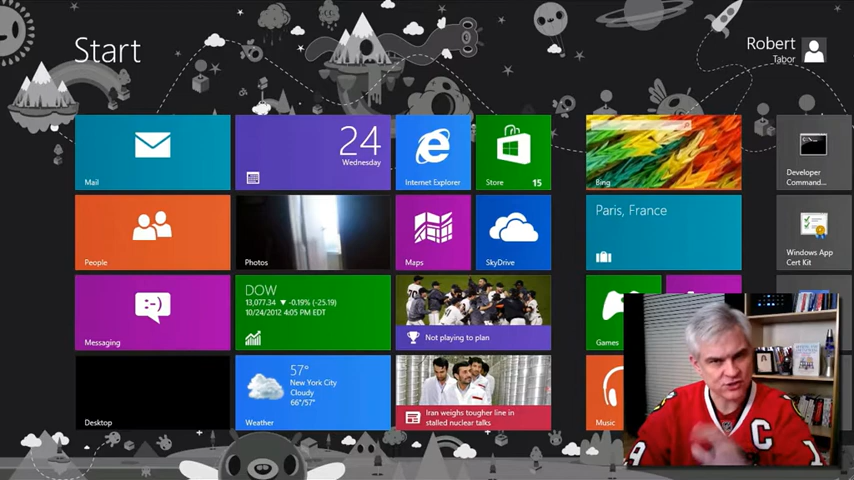 Start
Robert
Tabor
Mail
24
Wednesday
Internet Explorer
Store
15
Bing
Developer
Command...
People
Photos
Maps
SkyDrive
Paris, France
Windows App
Cert Kit
Messaging
:-)
DOW
13,077.34 ▼ -0.19% (-25.19)
10/24/2012 4:05 PM EDT
Not playing to plan
Games
Desktop
57°
New York City
Cloudy
66°/57°
Weather
Iran weighs tougher line in
stalled nuclear talks
Music
C